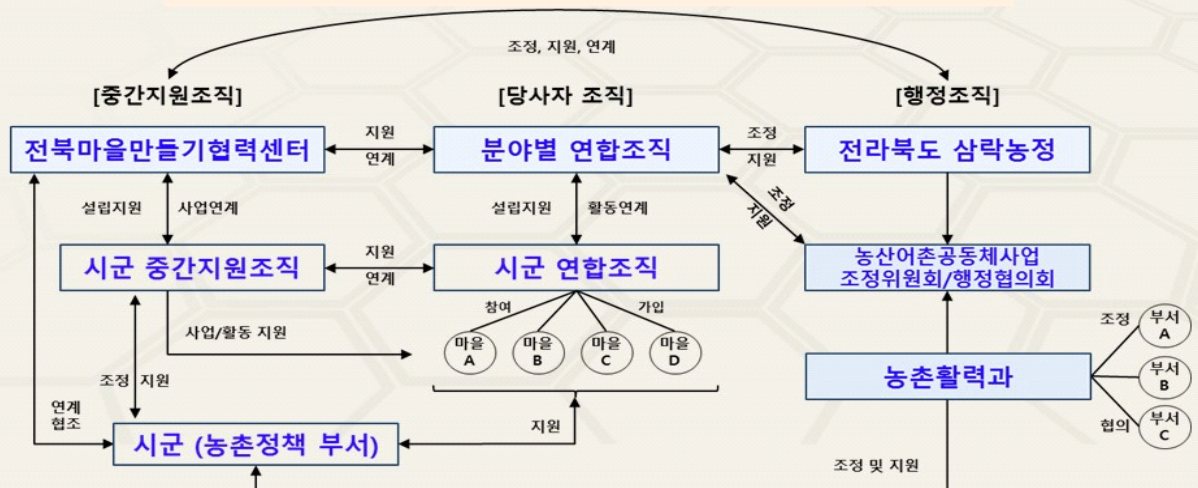 조정, 지원, 연계
[중간지원조직]
[당사자 조직]
[행정조직]
전북마을만들기협력센터
지원
연계
분야별 연합조직
조정
지원
전라북도 삼락농정
설립지원
사업연계
설립지원
활동연계
조정
지원
시군 중간지원조직
지원
연계
시군 연합조직
농산어촌공동체사업
조정위원회/행정협의회
참여
가입
사업/활동 지원
마을
A
마을
B
마을
C
마을
D
조정
부서
A
농촌활력과
부서
B
조정
지원
연계
협조
지원
협의
부서
C
시군 (농촌정책 부서)
조정 및 지원